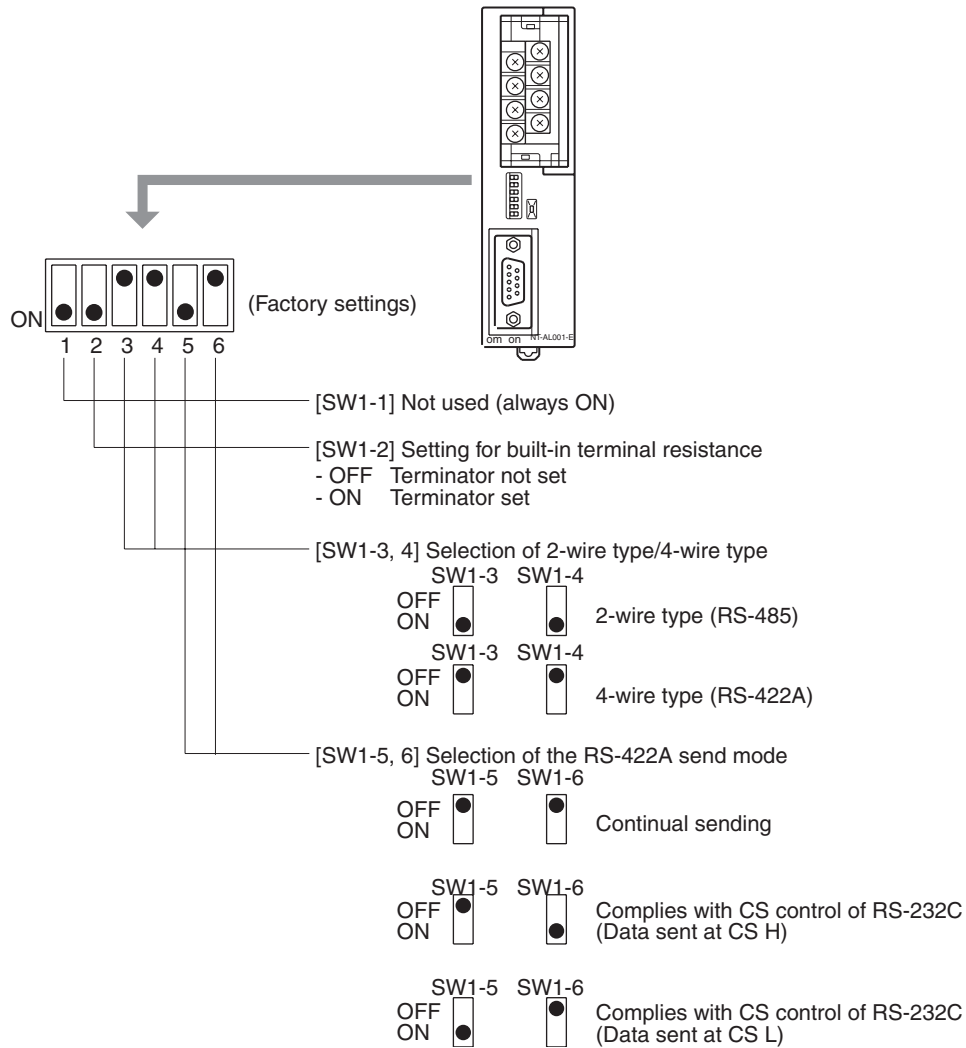 om on NT-AL001-E
ON
(Factory settings)
1 2 3 4 5 6
[SW1-1] Not used (always ON)
[SW1-2] Setting for built-in terminal resistance
- OFF Terminator not set
- ON Terminator set
[SW1-3, 4] Selection of 2-wire type/4-wire type
SW1-3 SW1-4
OFF
ON
2-wire type (RS-485)
SW1-3 SW1-4
OFF
ON
4-wire type (RS-422A)
[SW1-5, 6] Selection of the RS-422A send mode
SW1-5 SW1-6
OFF
ON
Continual sending
SW1-5 SW1-6
OFF
ON
Complies with CS control of RS-232C
(Data sent at CS H)
SW1-5 SW1-6
OFF
ON
Complies with CS control of RS-232C
(Data sent at CS L)